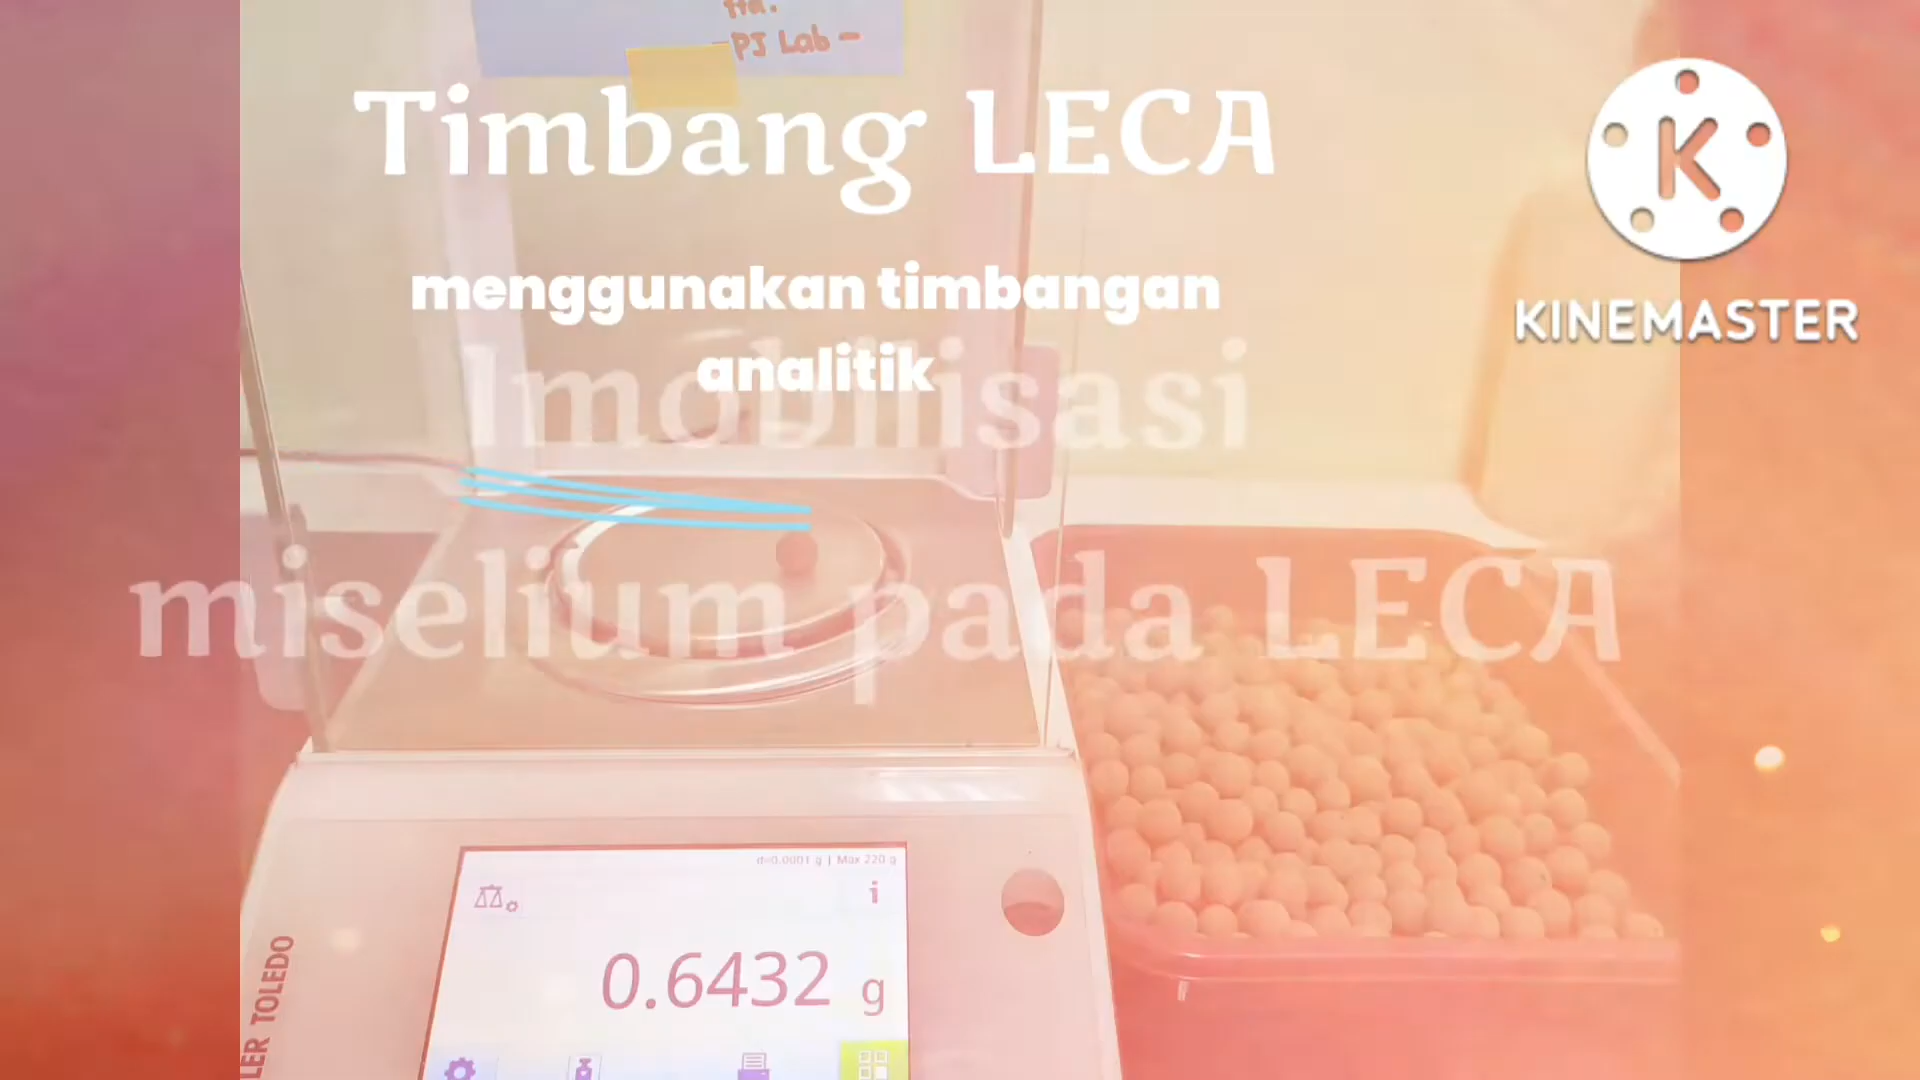 tta.
-PJ Lab-
Timbang LECA
menggunakan timbangan
analitik
Imobilisasi
miselium pada LECA
K
KINEMASTER
d=0.0001 g | Max 220 g
i
0.6432 g
LER TOLEDO